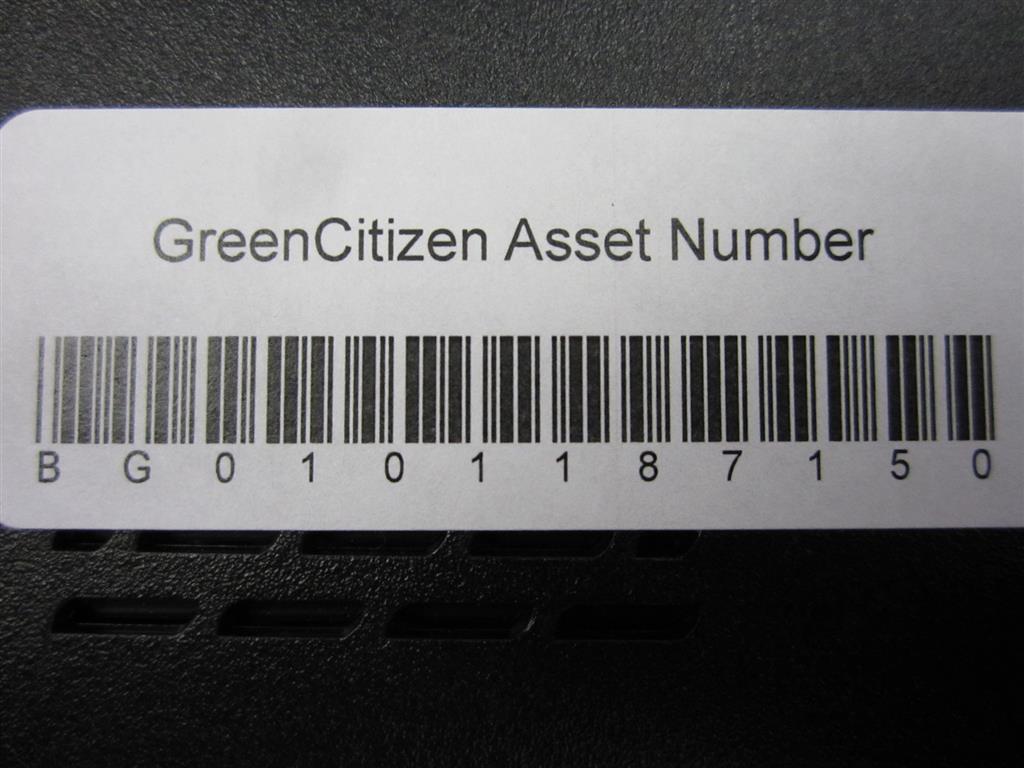 GreenCitizen Asset Number
B G 0 1 0 1 1 8 7 1 5 0